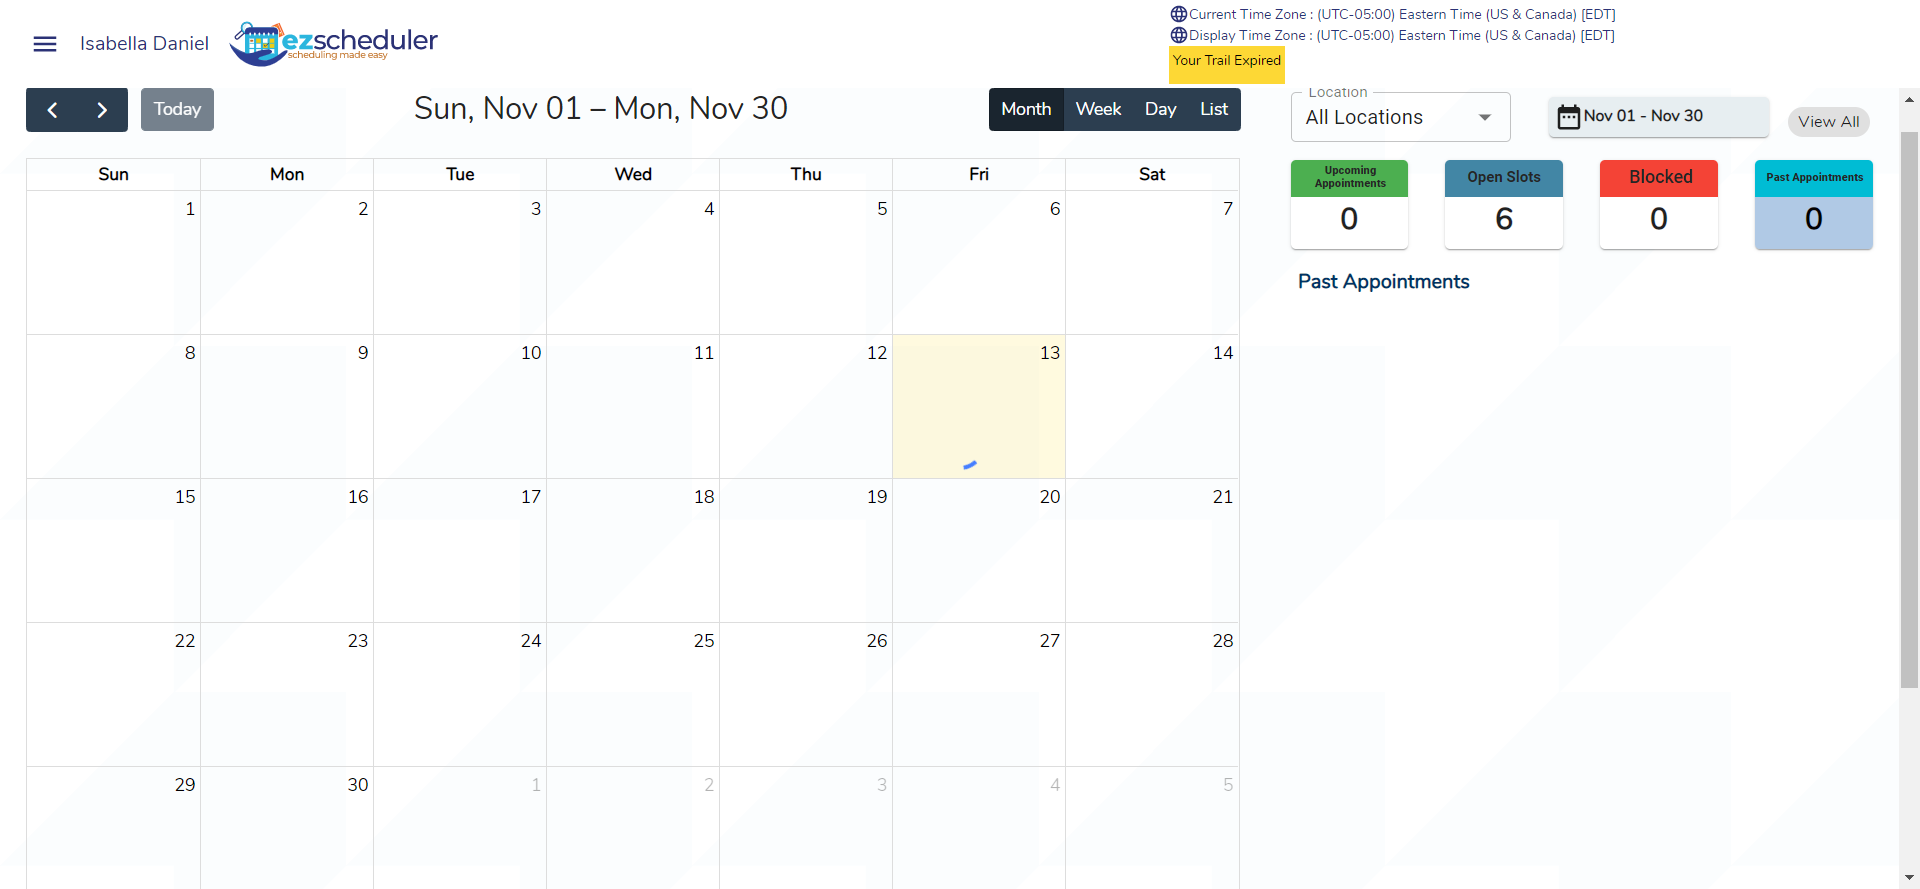 Isabella Daniel
ezscheduler
scheduling made easy
Current Time Zone : (UTC-05:00) Eastern Time (US & Canada) [EDT]
Display Time Zone : (UTC-05:00) Eastern Time (US & Canada) [EDT]
Your Trail Expired
Today
Sun, Nov 01 – Mon, Nov 30
Month Week Day List
Location
All Locations
Nov 01 - Nov 30
View All
Upcoming
Appointments
0
Open Slots
6
Blocked
0
Past Appointments
0
Past Appointments
Sun Mon Tue Wed Thu Fri Sat
1 2 3 4 5 6 7
8 9 10 11 12 13 14
15 16 17 18 19 20 21
22 23 24 25 26 27 28
29 30 1 2 3 4 5